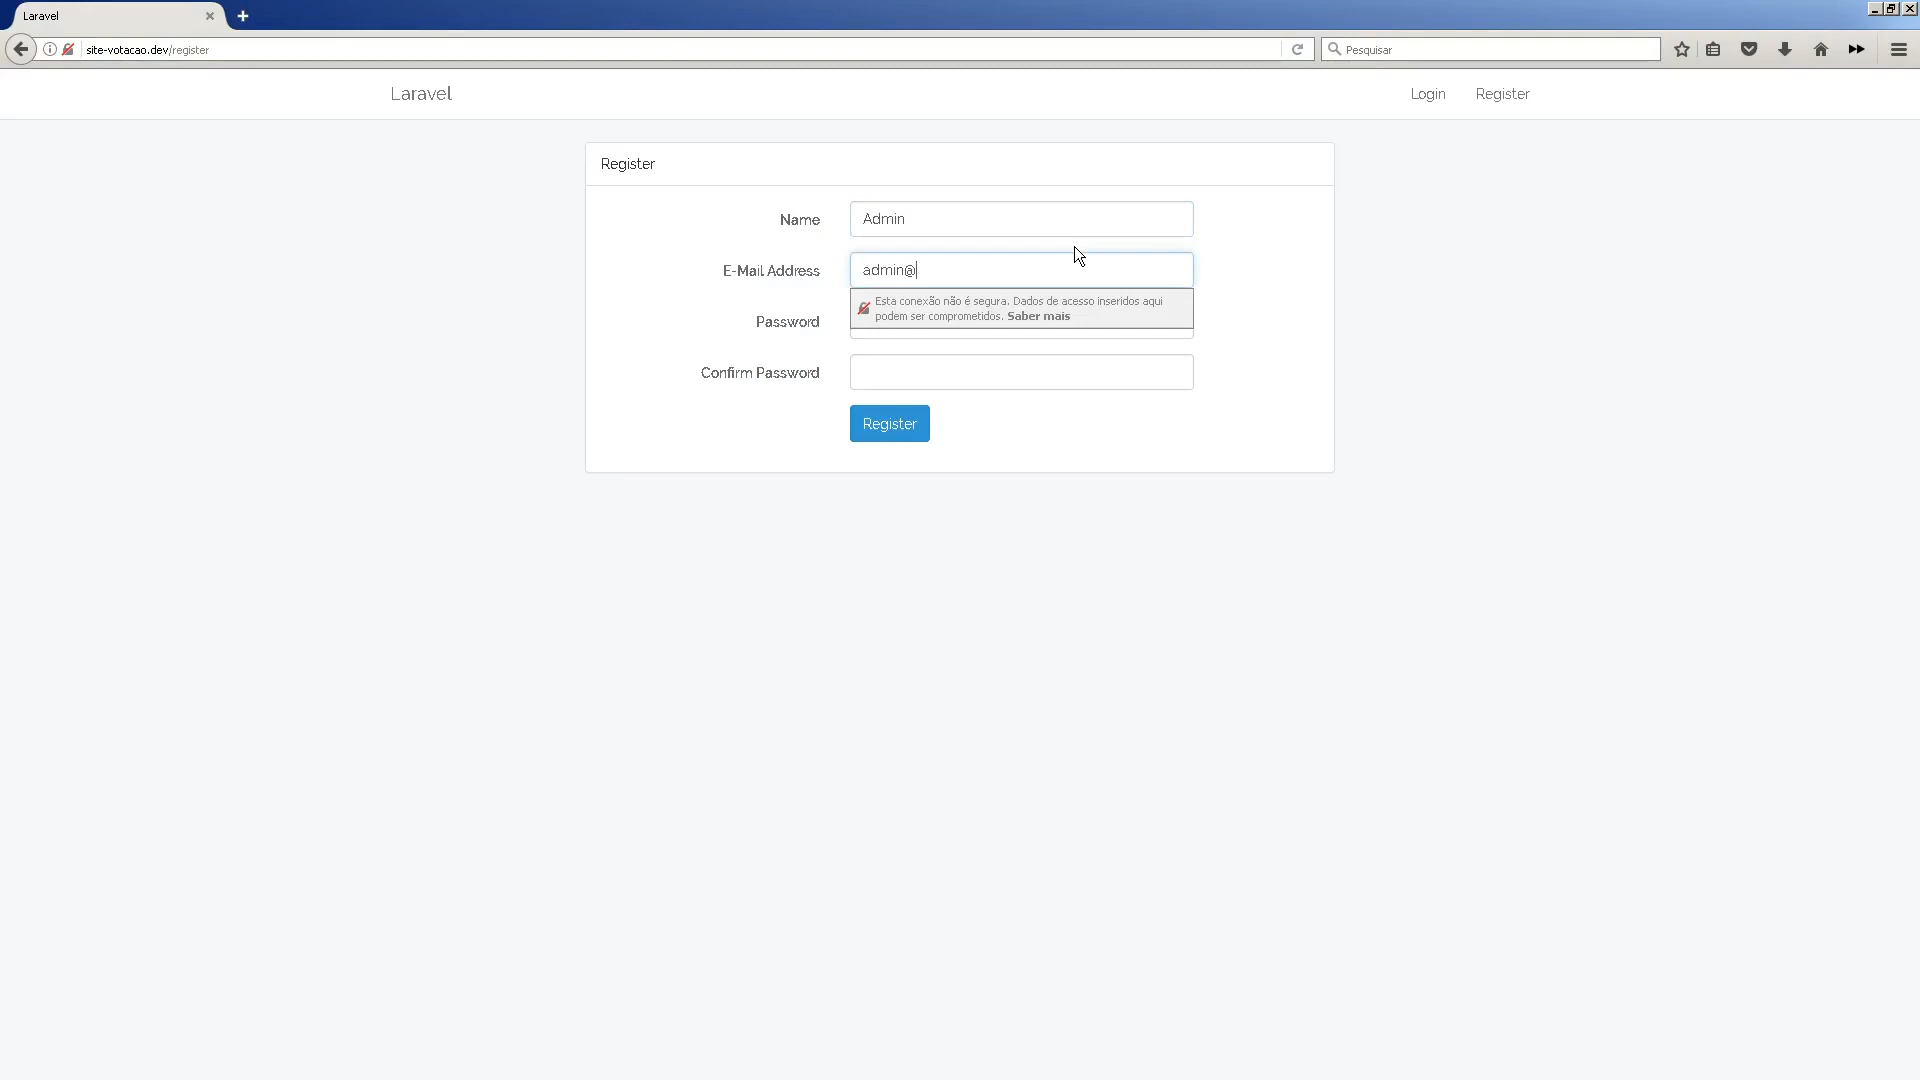 Laravel
site-votacao.dev/register
Pesquisar
Laravel
Login
Register
Register
Name
Admin
E-Mail Address
admin@
Esta conexão não é segura. Dados de acesso inseridos aqui
podem ser comprometidos. Saber mais
Password
Confirm Password
Register